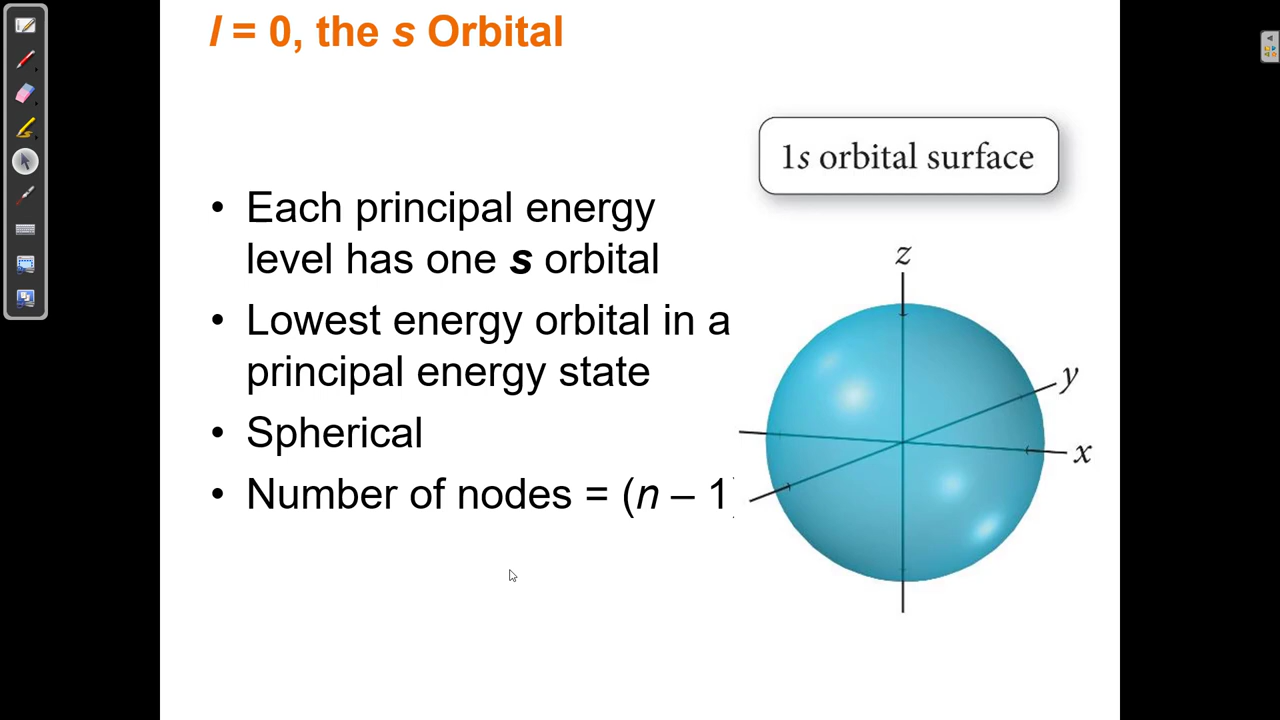 l = 0, the s Orbital
• Each principal energy
level has one s orbital
• Lowest energy orbital in a
principal energy state
• Spherical
• Number of nodes = (n – 1)
1s orbital surface
z
y
x